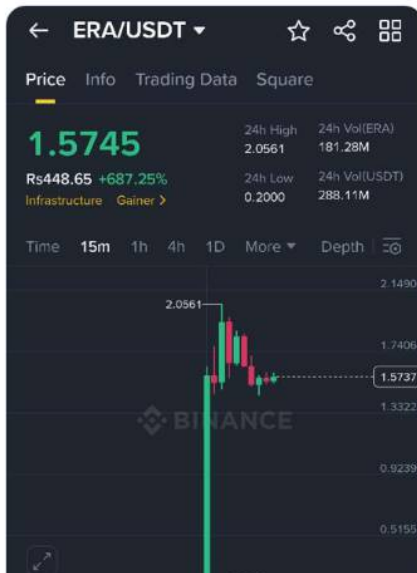 ERA/USDT
Price Info Trading Data Square
1.5745
Rs448.65 +687.25%
Infrastructure Gainer >
24h High 24h Vol(ERA)
2.0561 181.28M
24h Low 24h Vol(USDT)
0.2000 288.11M
Time 15m 1h 4h 1D More Depth
2.1490
2.0561
1.7406
1.5737
1.3322
BINANCE
0.9239
0.5155